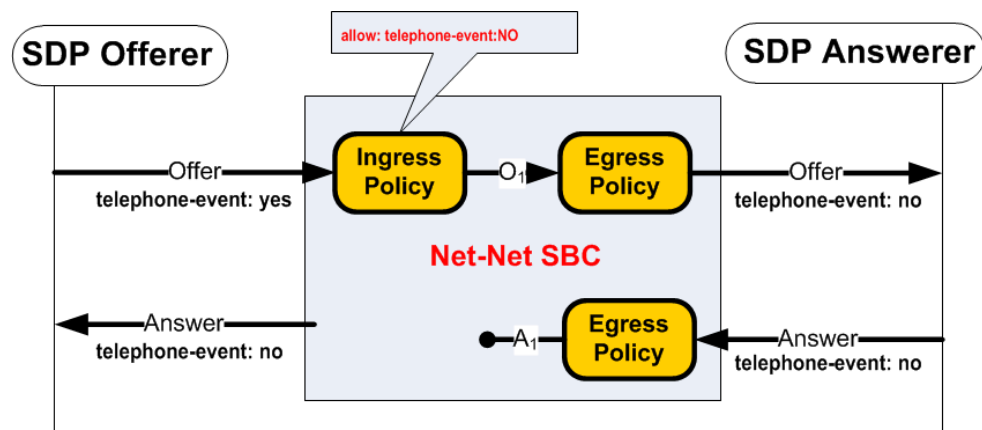 allow: telephone-event:NO
SDP Offerer
SDP Answerer
Ingress
Policy
Egress
Policy
Offer
telephone-event: yes
O1
Offer
telephone-event: no
Net-Net SBC
Answer
telephone-event: no
A1
Egress
Policy
Answer
telephone-event: no